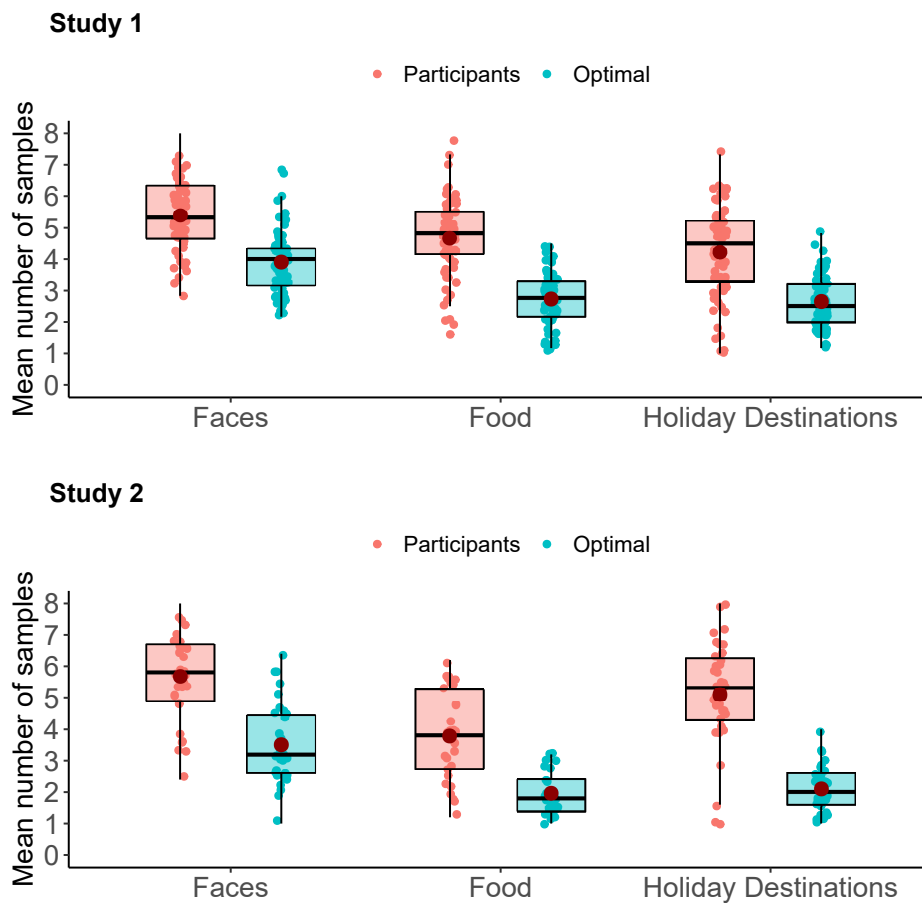 Study 1
Participants Optimal
Mean number of samples
8
7
6
5
4
3
2
1
0
Faces Food Holiday Destinations
Study 2
Participants Optimal
Mean number of samples
8
7
6
5
4
3
2
1
0
Faces Food Holiday Destinations